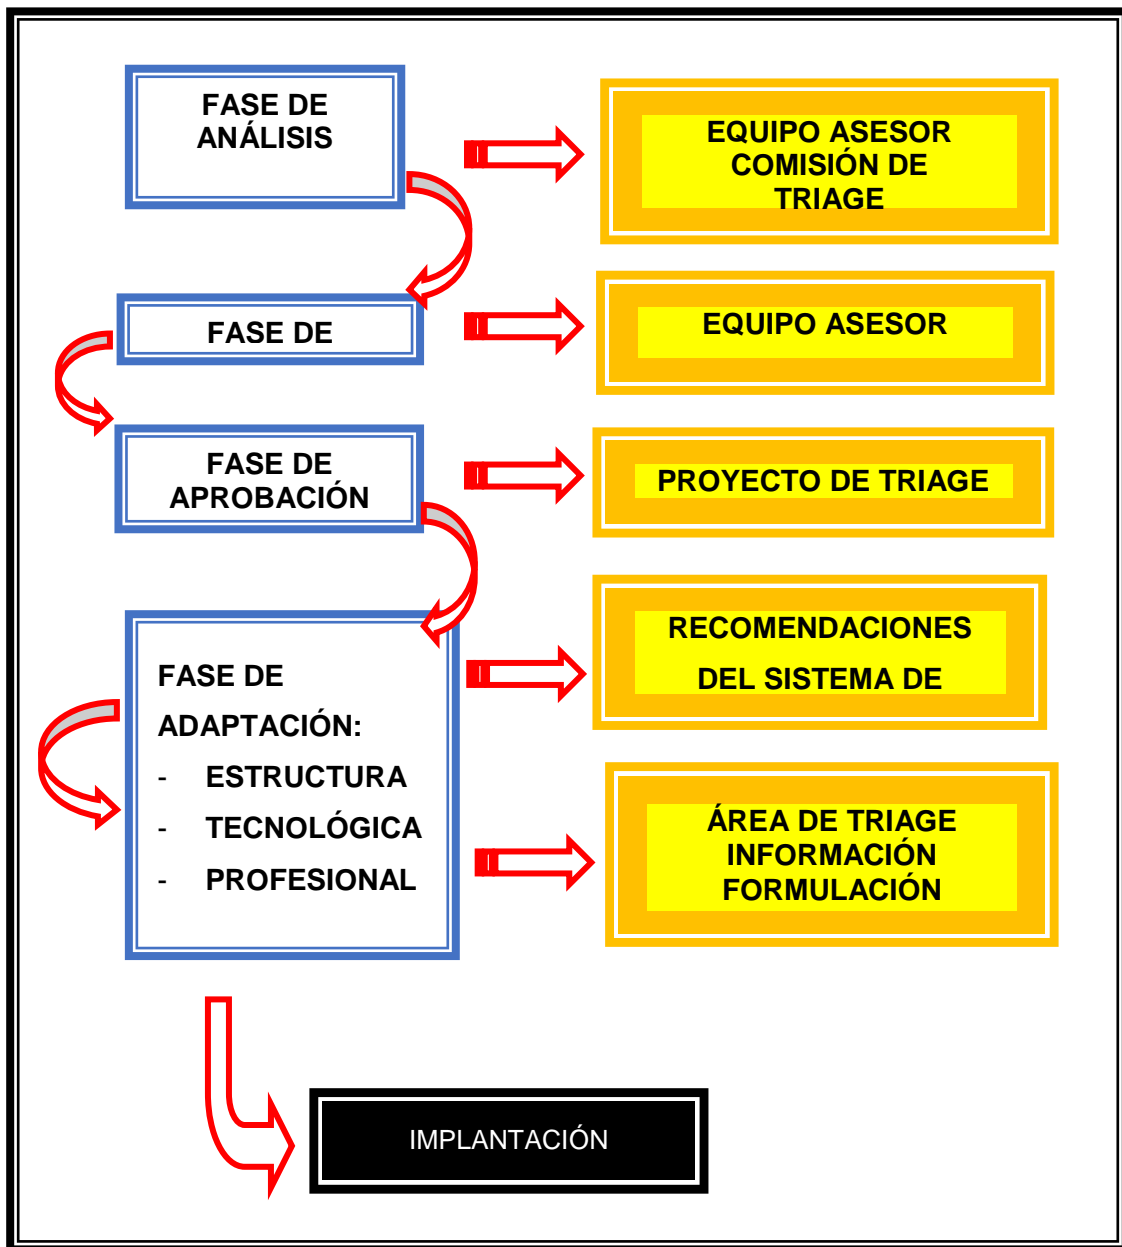 FASE DE
ANÁLISIS
EQUIPO ASESOR
COMISIÓN DE
TRIAGE
FASE DE
EQUIPO ASESOR
FASE DE
APROBACIÓN
PROYECTO DE TRIAGE
RECOMENDACIONES
DEL SISTEMA DE
FASE DE
ADAPTACIÓN:
- ESTRUCTURA
- TECNOLÓGICA
- PROFESIONAL
ÁREA DE TRIAGE
INFORMACIÓN
FORMULACIÓN
IMPLANTACIÓN